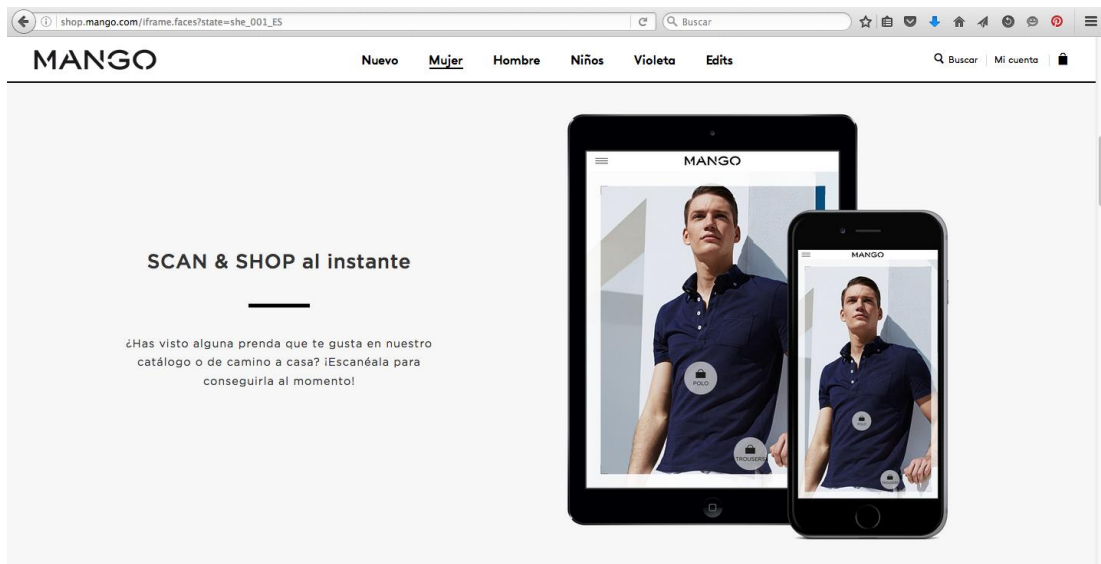 shop.mango.com/iframe.faces?state=she_001_ES
Buscar
MANGO
Nuevo Mujer Hombre Niños Violeta Edits
Buscar Mi cuenta
MANGO
MANGO
SCAN & SHOP al instante
¿Has visto alguna prenda que te gusta en nuestro
catálogo o de camino a casa? ¡Escanéala para
conseguirla al momento!
POLO
TROUSERS
POLO
TROUSERS